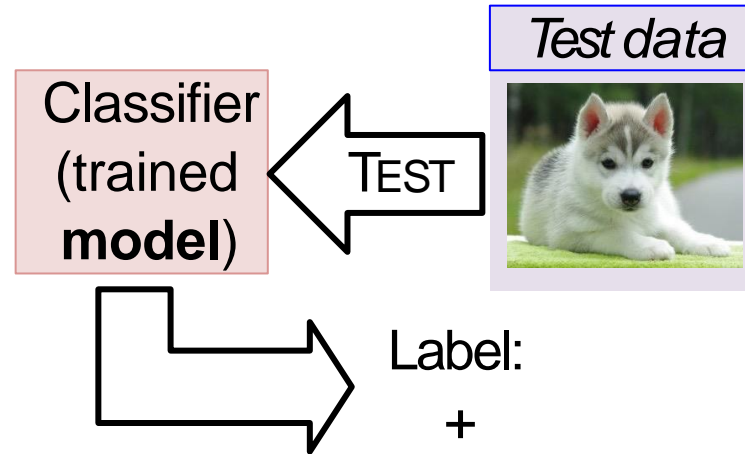 Test data
Classifier
(trained
model)
TEST
Label:
+